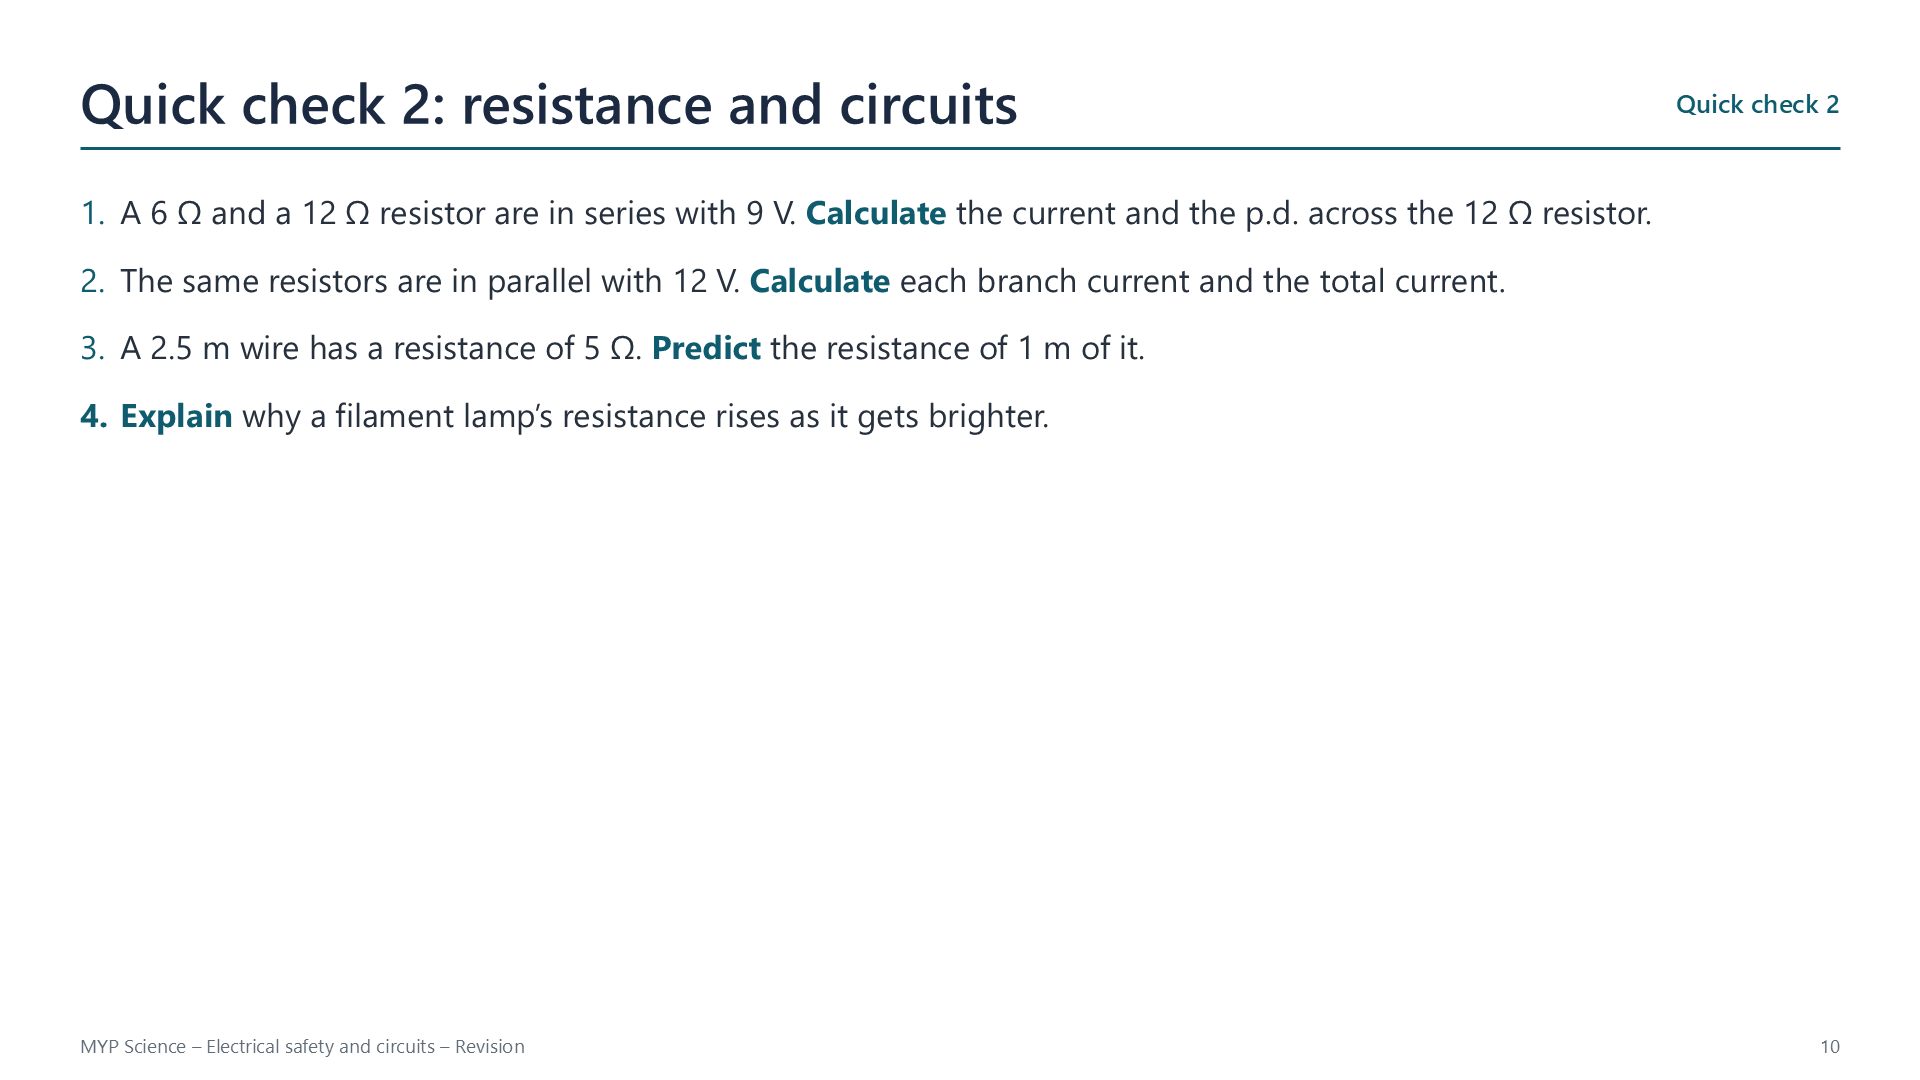 Quick check 2: resistance and circuits
Quick check 2
1. A 6 Ω and a 12 Ω resistor are in series with 9 V. Calculate the current and the p.d. across the 12 Ω resistor.
2. The same resistors are in parallel with 12 V. Calculate each branch current and the total current.
3. A 2.5 m wire has a resistance of 5 Ω. Predict the resistance of 1 m of it.
4. Explain why a filament lamp’s resistance rises as it gets brighter.
MYP Science – Electrical safety and circuits – Revision
10